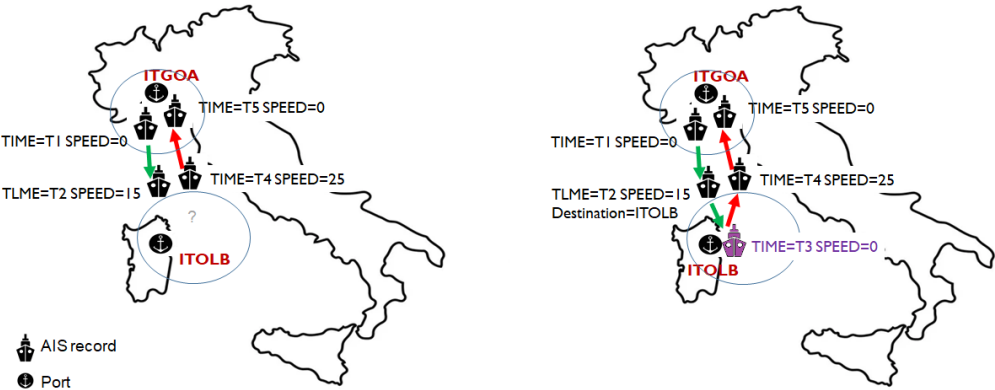 ITGOA
TIME=T5 SPEED=0
TIME=T1 SPEED=0
TLME=T2 SPEED=15
TIME=T4 SPEED=25
?
ITOLB
AIS record
Port
ITGOA
TIME=T5 SPEED=0
TIME=T1 SPEED=0
TIME=T4 SPEED=25
TLME=T2 SPEED=15
Destination=ITOLB
TIME=T3 SPEED=0
ITOLB